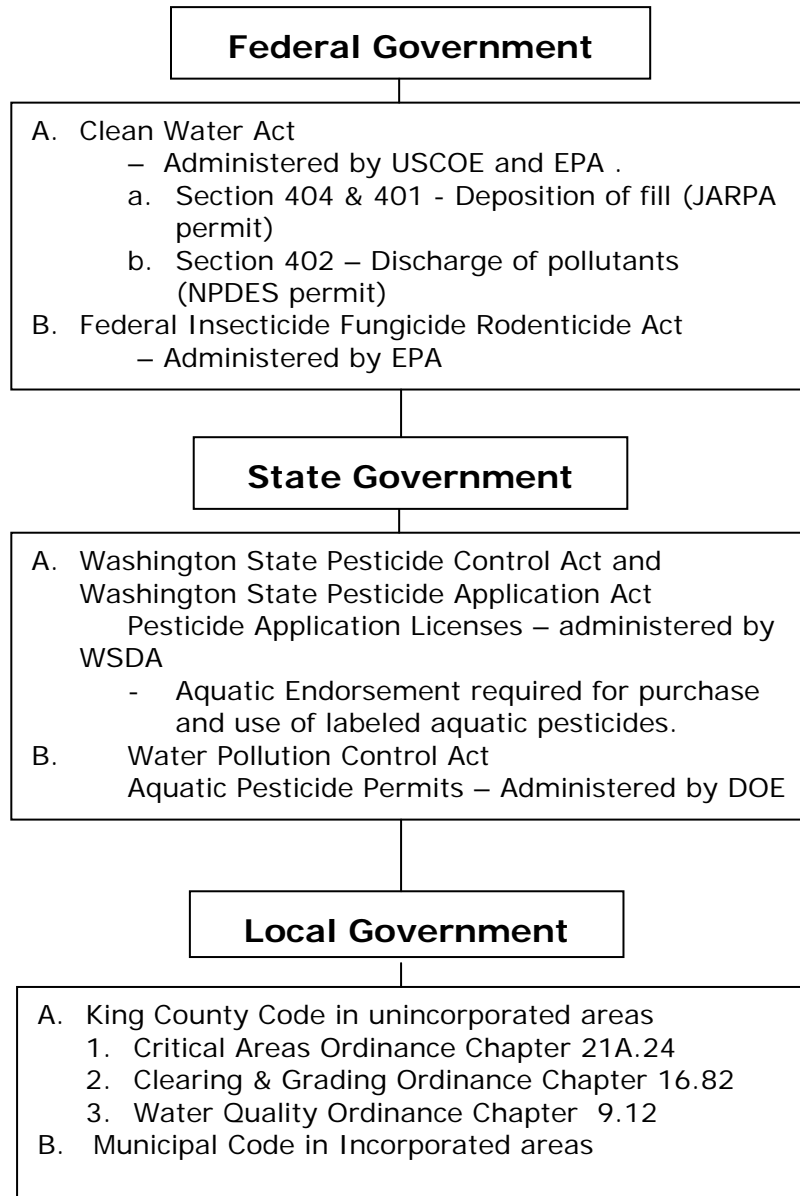 Federal Government
A. Clean Water Act
– Administered by USCOE and EPA .
a. Section 404 & 401 - Deposition of fill (JARPA
permit)
b. Section 402 – Discharge of pollutants
(NPDES permit)
B. Federal Insecticide Fungicide Rodenticide Act
– Administered by EPA
State Government
A. Washington State Pesticide Control Act and
Washington State Pesticide Application Act
Pesticide Application Licenses – administered by
WSDA
- Aquatic Endorsement required for purchase
and use of labeled aquatic pesticides.
B. Water Pollution Control Act
Aquatic Pesticide Permits – Administered by DOE
Local Government
A. King County Code in unincorporated areas
1. Critical Areas Ordinance Chapter 21A.24
2. Clearing & Grading Ordinance Chapter 16.82
3. Water Quality Ordinance Chapter 9.12
B. Municipal Code in Incorporated areas